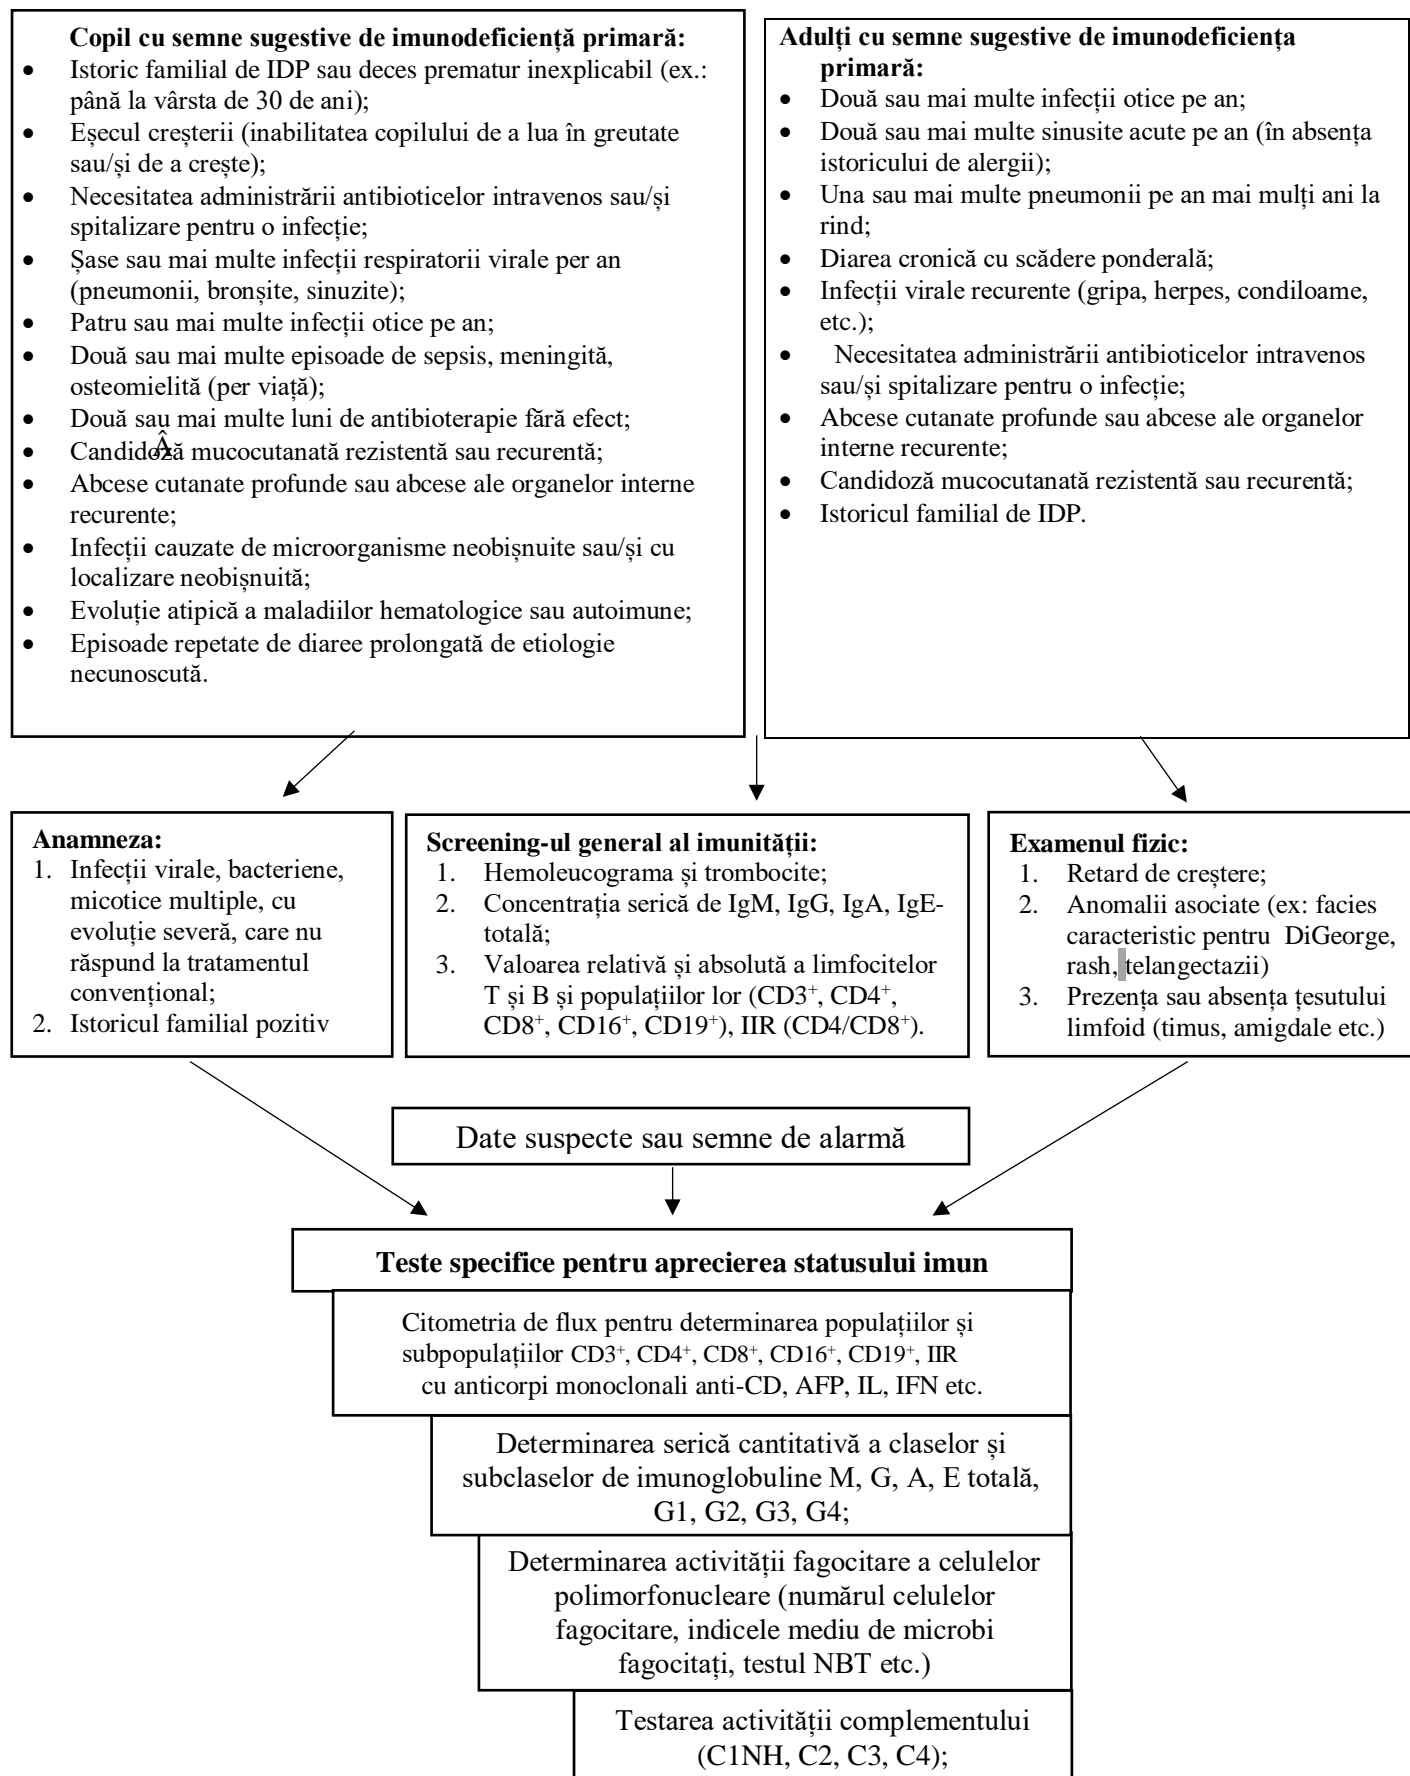 Copil cu semne sugestive de imunodeficiență primară:
• Istoric familial de IDP sau deces prematur inexplicabil (ex.:
până la vârsta de 30 de ani);
• Eșecul creșterii (inabilitatea copilului de a lua în greutate
sau/și de a crește);
• Necesitatea administrării antibioticelor intravenos sau/și
spitalizare pentru o infecție;
• Șase sau mai multe infecții respiratorii virale per an
(pneumonii, bronșite, sinuzite);
• Patru sau mai multe infecții otice pe an;
• Două sau mai multe episoade de sepsis, meningită,
osteomielită (per viață);
• Două sau mai multe luni de antibioterapie fără efect;
• Candidoză mucocutanată rezistentă sau recurentă;
Â
• Abcese cutanate profunde sau abcese ale organelor interne
recurente;
• Infecții cauzate de microorganisme neobișnuite sau/și cu
localizare neobișnuită;
• Evoluție atipică a maladiilor hematologice sau autoimune;
• Episoade repetate de diaree prolongată de etiologie
necunoscută.
Adulți cu semne sugestive de imunodeficiența
primară:
• Două sau mai multe infecții otice pe an;
• Două sau mai multe sinusite acute pe an (în absența
istoricului de alergii);
• Una sau mai multe pneumonii pe an mai mulți ani la
rind;
• Diarea cronică cu scădere ponderală;
• Infecții virale recurente (gripa, herpes, condiloame,
etc.);
• Necesitatea administrării antibioticelor intravenos
sau/și spitalizare pentru o infecție;
• Abcese cutanate profunde sau abcese ale organelor
interne recurente;
• Candidoză mucocutanată rezistentă sau recurentă;
• Istoricul familial de IDP.
Anamneza:
1. Infecții virale, bacteriene,
micotice multiple, cu
evoluție severă, care nu
răspund la tratamentul
convențional;
2. Istoricul familial pozitiv
Screening-ul general al imunității:
1. Hemoleucograma și trombocite;
2. Concentrația serică de IgM, IgG, IgA, IgE-
totală;
3. Valoarea relativă și absolută a limfocitelor
T și B și populațiilor lor (CD3⁺, CD4⁺,
CD8⁺, CD16⁺, CD19⁺), IIR (CD4/CD8⁺).
Examenul fizic:
1. Retard de creștere;
2. Anomalii asociate (ex: facies
caracteristic pentru DiGeorge,
rash, telangectazii)
3. Prezența sau absența țesutului
limfoid (timus, amigdale etc.)
Date suspecte sau semne de alarmă
Teste specifice pentru aprecierea statusului imun
Citometria de flux pentru determinarea populațiilor și
subpopulațiilor CD3⁺, CD4⁺, CD8⁺, CD16⁺, CD19⁺, IIR
cu anticorpi monoclonali anti-CD, AFP, IL, IFN etc.
Determinarea serică cantitativă a claselor și
subclaselor de imunoglobuline M, G, A, E totală,
G1, G2, G3, G4;
Determinarea activității fagocitare a celulelor
polimorfonucleare (numărul celulelor
fagocitare, indicele mediu de microbi
fagocitați, testul NBT etc.)
Testarea activității complementului
(C1NH, C2, C3, C4);